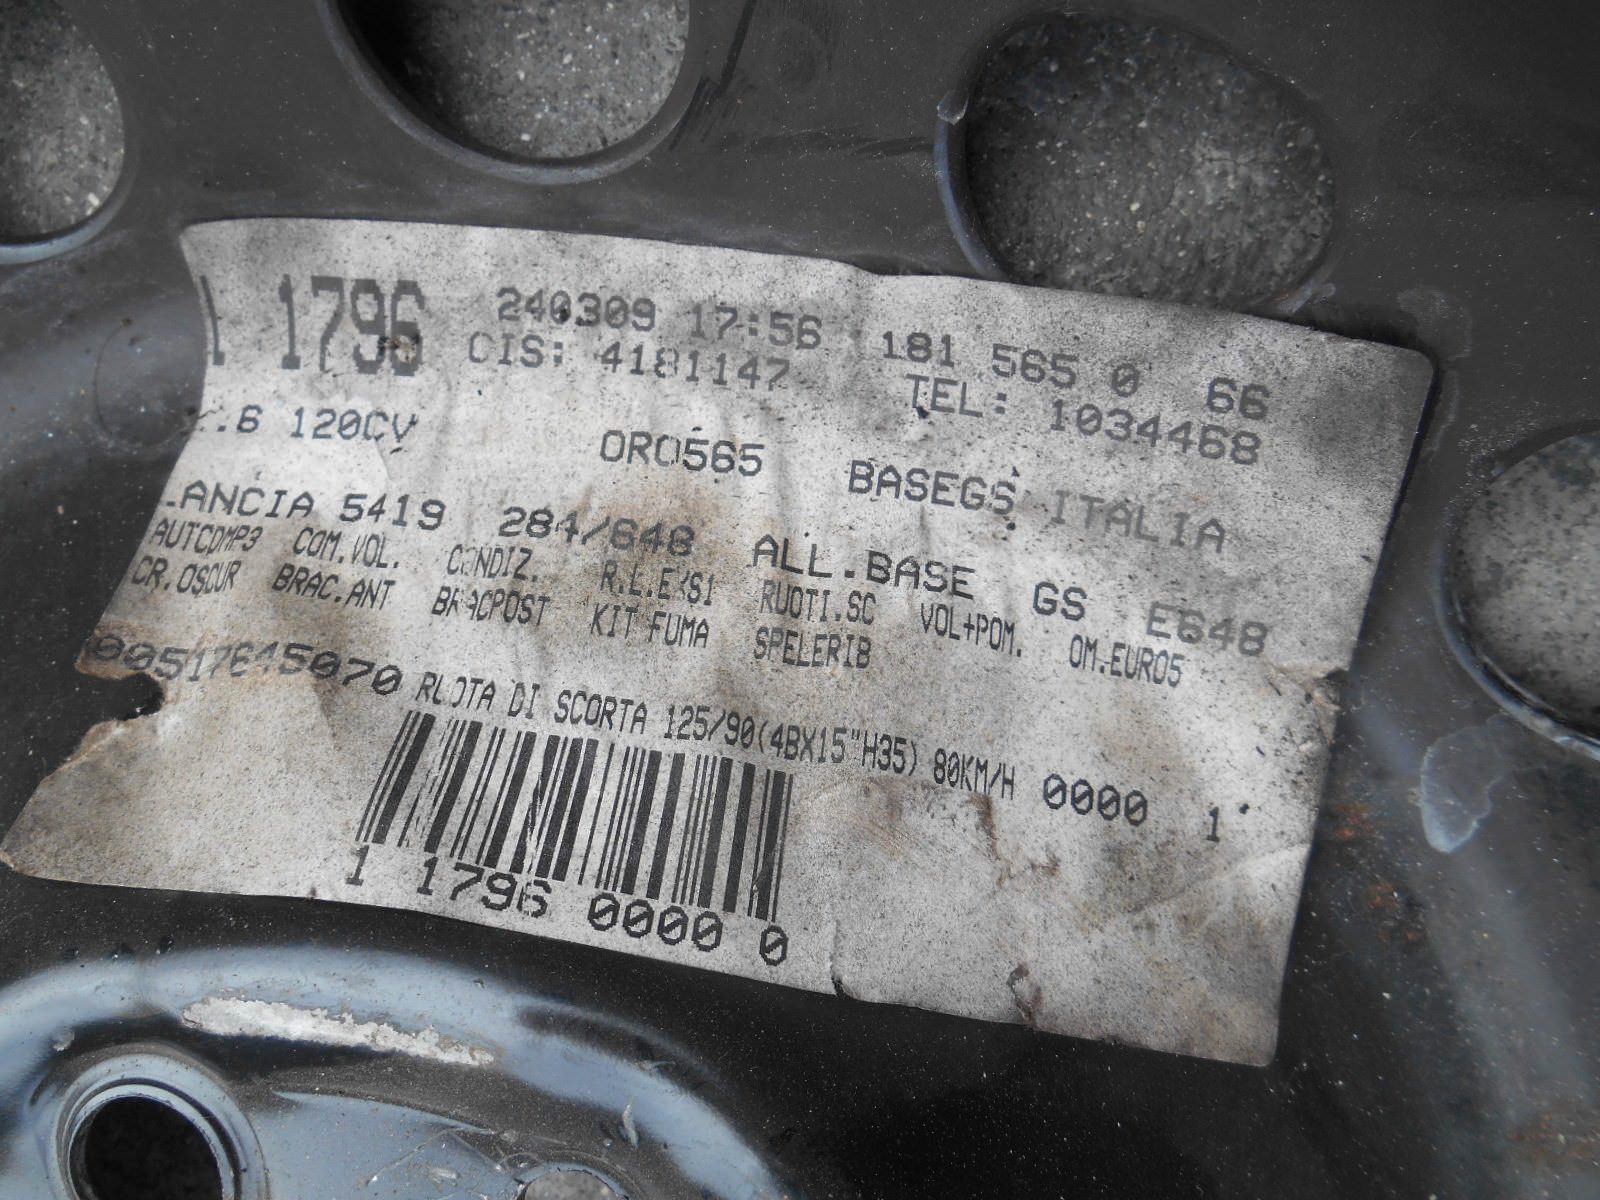 1 1796 240309 17:56 181 565 0 66
CIS: 4181147 TEL: 1034468
.6 120CV ORO565 BASEGS ITALIA
LANCIA 5419 284/648 ALL.BASE GS E648
AUTCDMP3 COM.VOL. CONDIZ. R.L.EXS1 RUOTI.SC VOL+POM. OM.EURO5
CR.OSCUR BRAC.ANT BRACPOST KIT FUMA SPELERIB
00517645070 RUOTA DI SCORTA 125/90(4BX15"H35) 80KM/H 0000 1
1 1796 0000 0